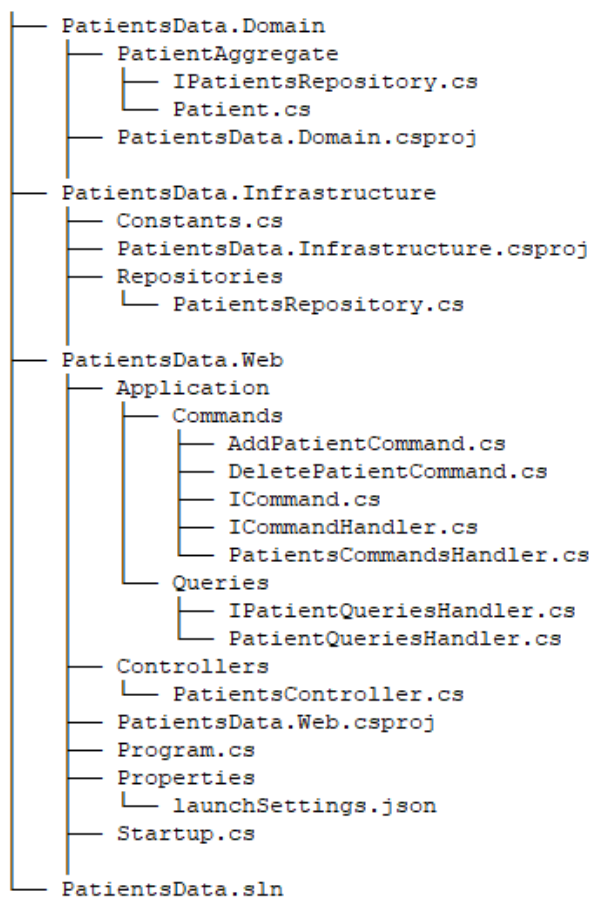 PatientsData.Domain
PatientAggregate
IPatientsRepository.cs
Patient.cs
PatientsData.Domain.csproj
PatientsData.Infrastructure
Constants.cs
PatientsData.Infrastructure.csproj
Repositories
PatientsRepository.cs
PatientsData.Web
Application
Commands
AddPatientCommand.cs
DeletePatientCommand.cs
ICommand.cs
ICommandHandler.cs
PatientsCommandsHandler.cs
Queries
IPatientQueriesHandler.cs
PatientQueriesHandler.cs
Controllers
PatientsController.cs
PatientsData.Web.csproj
Program.cs
Properties
launchSettings.json
Startup.cs
PatientsData.sln